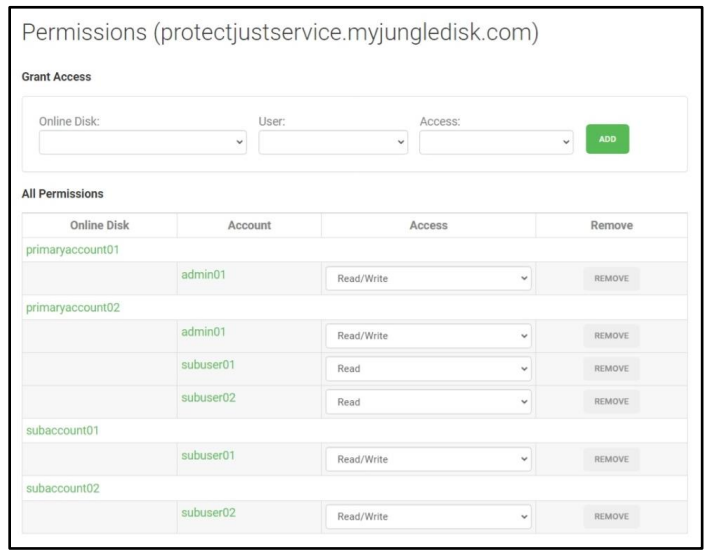 Permissions (protectjustservice.myjungledisk.com)
Grant Access
Online Disk: User: Access:
ADD
All Permissions
Online Disk Account Access Remove
primaryaccount01
admin01 Read/Write REMOVE
primaryaccount02
admin01 Read/Write REMOVE
subuser01 Read REMOVE
subuser02 Read REMOVE
subaccount01
subuser01 Read/Write REMOVE
subaccount02
subuser02 Read/Write REMOVE